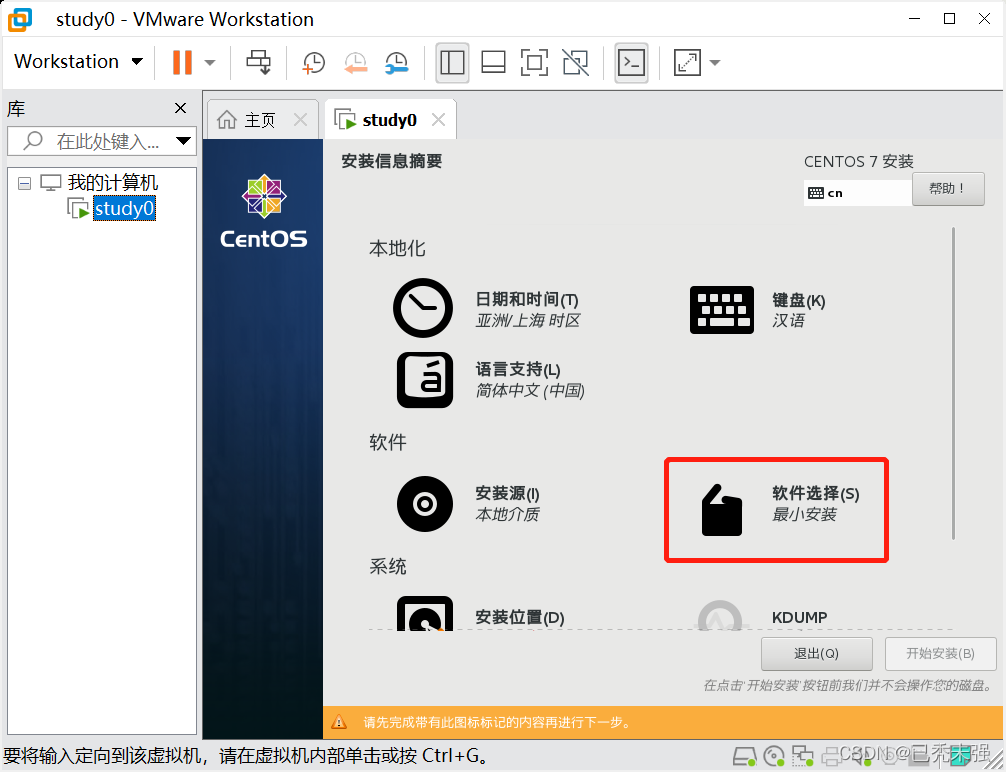 study0 - VMware Workstation
Workstation
库
在此处键入...
我的计算机
study0
主页
study0
CentOS
安装信息摘要
CENTOS 7 安装
cn
帮助！
本地化
日期和时间(T)
亚洲/上海 时区
键盘(K)
汉语
语言支持(L)
简体中文 (中国)
软件
安装源(I)
本地介质
软件选择(S)
最小安装
系统
安装位置(D)
KDUMP
退出(Q)
开始安装(B)
在点击'开始安装'按钮前我们并不会操作您的磁盘。
请先完成带有此图标标记的内容再进行下一步。
要将输入定向到该虚拟机，请在虚拟机内部单击或按 Ctrl+G。
CSDN @已秃未强